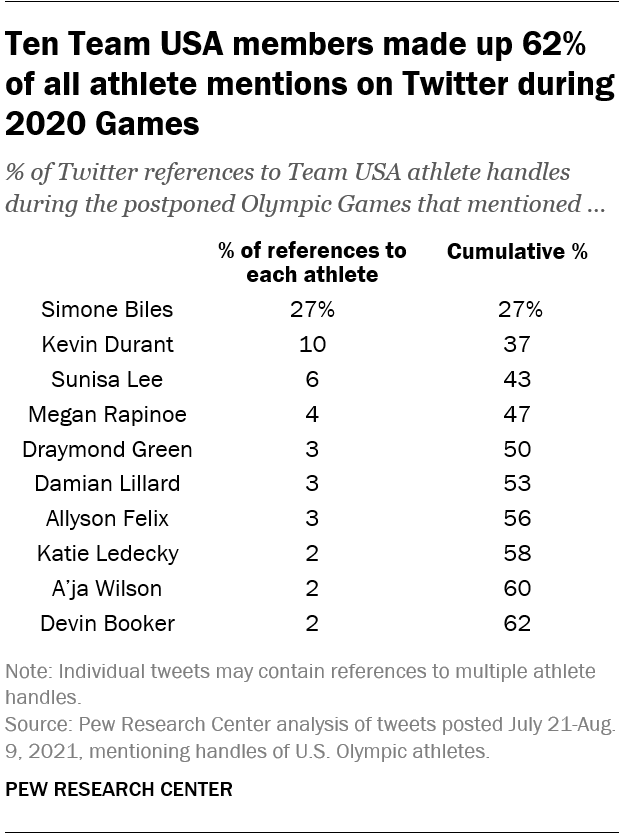 Ten Team USA members made up 62%
of all athlete mentions on Twitter during
2020 Games
% of Twitter references to Team USA athlete handles
during the postponed Olympic Games that mentioned ...
% of references to each athlete Cumulative %
Simone Biles 27% 27%
Kevin Durant 10 37
Sunisa Lee 6 43
Megan Rapinoe 4 47
Draymond Green 3 50
Damian Lillard 3 53
Allyson Felix 3 56
Katie Ledecky 2 58
A’ja Wilson 2 60
Devin Booker 2 62
Note: Individual tweets may contain references to multiple athlete
handles.
Source: Pew Research Center analysis of tweets posted July 21-Aug.
9, 2021, mentioning handles of U.S. Olympic athletes.
PEW RESEARCH CENTER